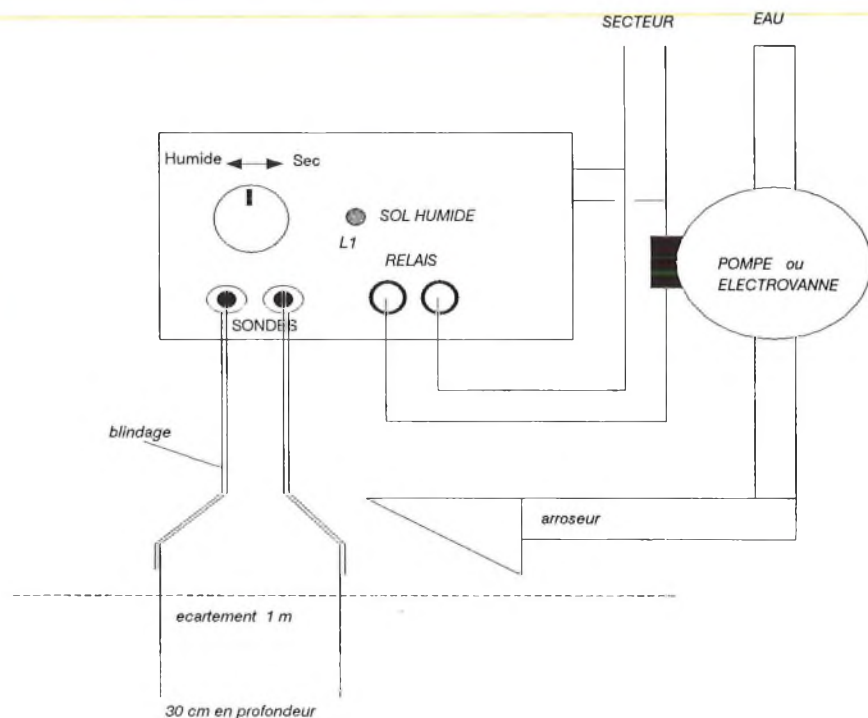 SECTEUR
EAU
Humide
Sec
SOL HUMIDE
L1
RELAIS
POMPE ou
ELECTROVANNE
SONDES
blindage
arroseur
ecartement 1 m
30 cm en profondeur